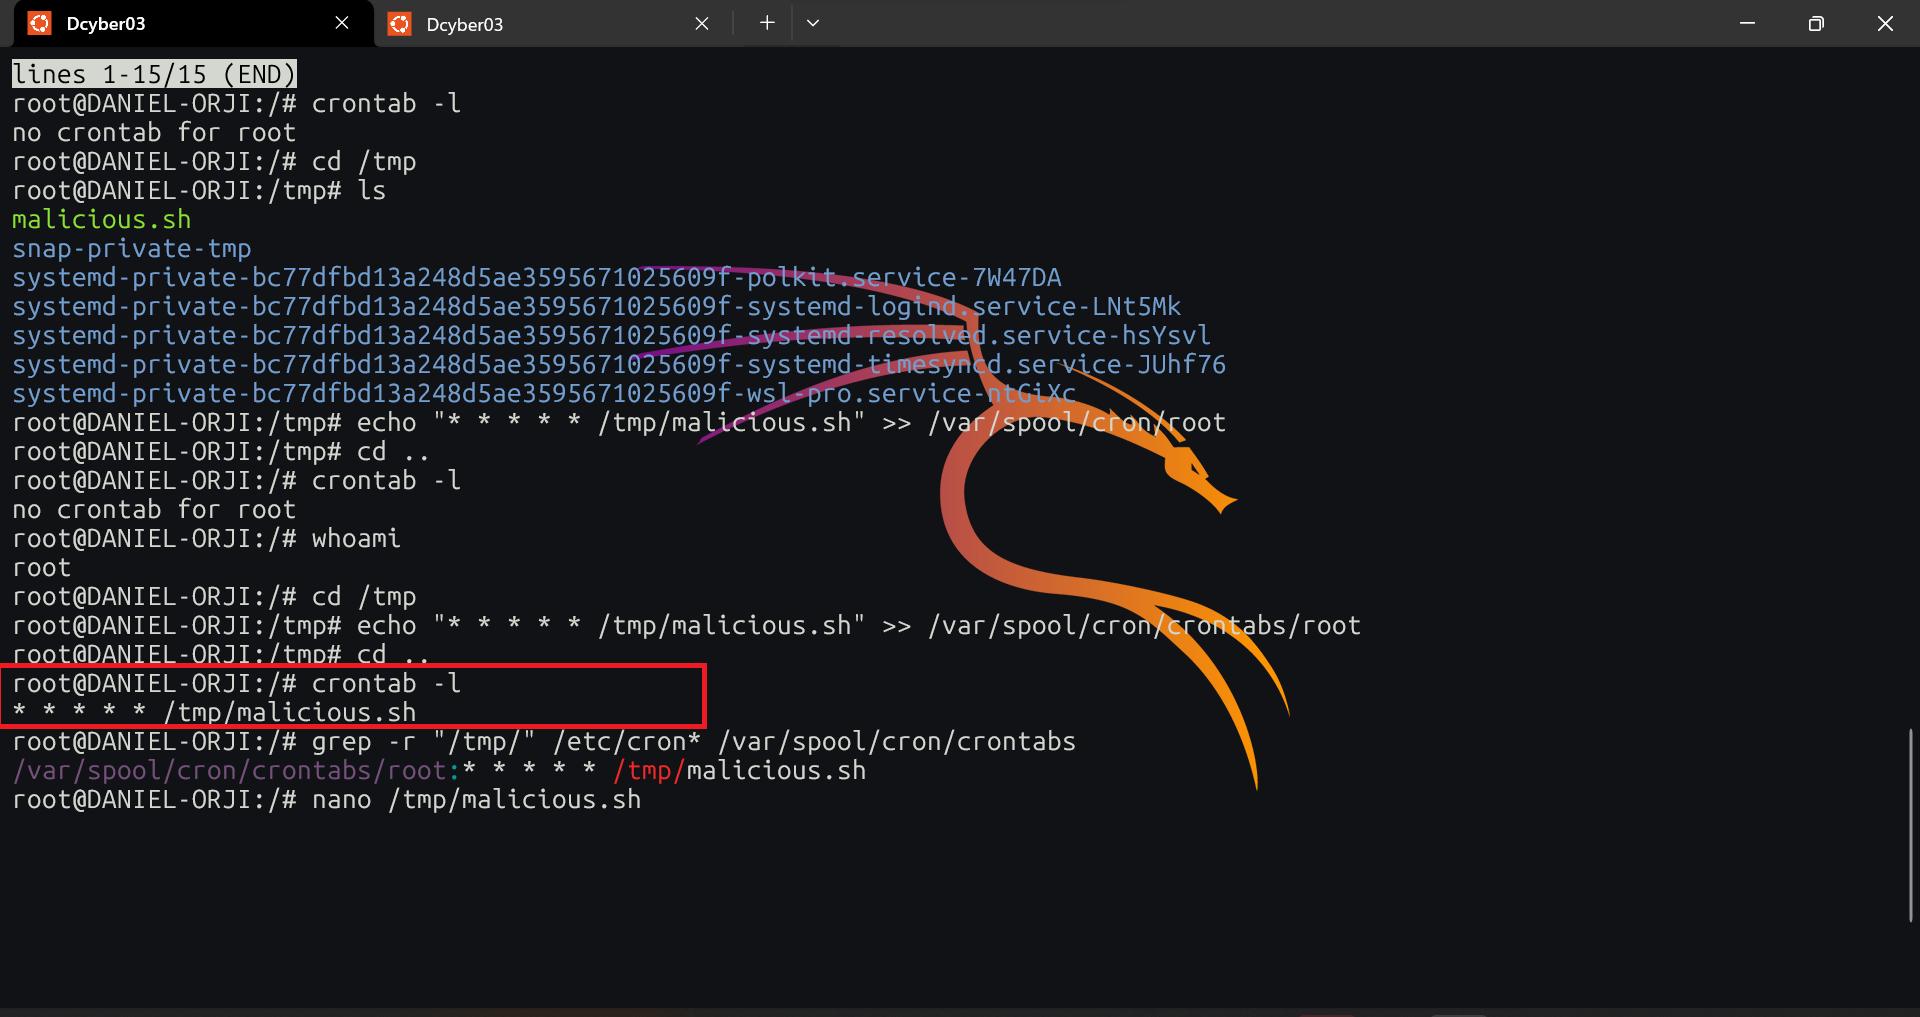 Dcyber03
Dcyber03
lines 1-15/15 (END)
root@DANIEL-ORJI:/# crontab -l
no crontab for root
root@DANIEL-ORJI:/# cd /tmp
root@DANIEL-ORJI:/tmp# ls
malicious.sh
snap-private-tmp
systemd-private-bc77dfbd13a248d5ae3595671025609f-polkit.service-7W47DA
systemd-private-bc77dfbd13a248d5ae3595671025609f-systemd-logind.service-LNt5Mk
systemd-private-bc77dfbd13a248d5ae3595671025609f-systemd-resolved.service-hsYsvl
systemd-private-bc77dfbd13a248d5ae3595671025609f-systemd-timesyncd.service-JUhf76
systemd-private-bc77dfbd13a248d5ae3595671025609f-wsl-pro.service-ntGiXc
root@DANIEL-ORJI:/tmp# echo "* * * * * /tmp/malicious.sh" >> /var/spool/cron/root
root@DANIEL-ORJI:/tmp# cd ..
root@DANIEL-ORJI:/# crontab -l
no crontab for root
root@DANIEL-ORJI:/# whoami
root
root@DANIEL-ORJI:/# cd /tmp
root@DANIEL-ORJI:/tmp# echo "* * * * * /tmp/malicious.sh" >> /var/spool/cron/crontabs/root
root@DANIEL-ORJI:/tmp# cd ..
root@DANIEL-ORJI:/# crontab -l
* * * * * /tmp/malicious.sh
root@DANIEL-ORJI:/# grep -r "/tmp/" /etc/cron* /var/spool/cron/crontabs
/var/spool/cron/crontabs/root:* * * * * /tmp/malicious.sh
root@DANIEL-ORJI:/# nano /tmp/malicious.sh